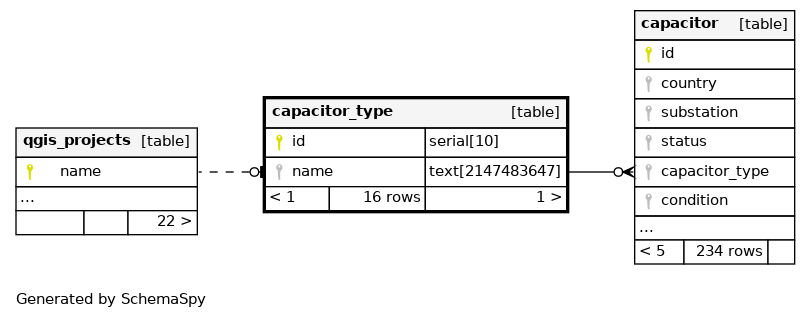 qgis_projects [table]
name
...
22 >
capacitor_type [table]
id serial[10]
name text[2147483647]
< 1 16 rows 1 >
capacitor [table]
id
country
substation
status
capacitor_type
condition
...
< 5 234 rows
Generated by SchemaSpy